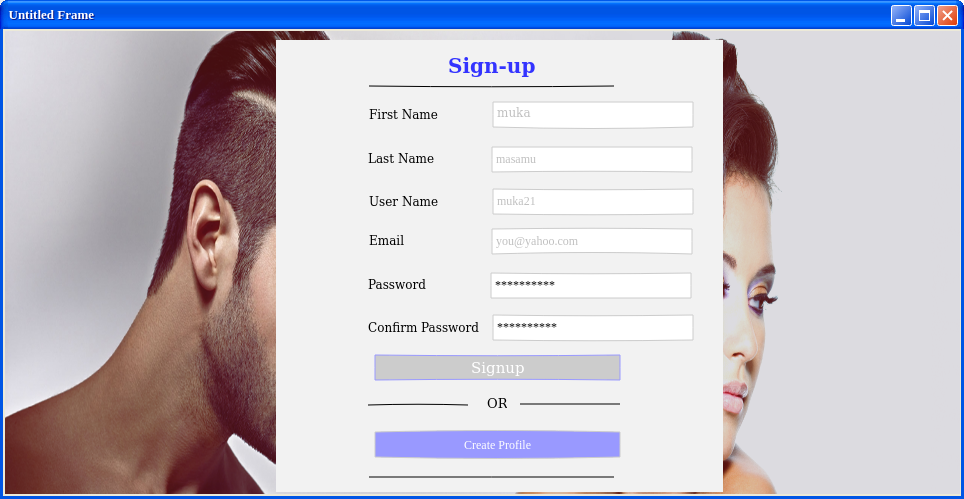 Untitled Frame
Sign-up
First Name muka
Last Name masamu
User Name muka21
Email you@yahoo.com
Password **********
Confirm Password **********
Signup
OR
Create Profile